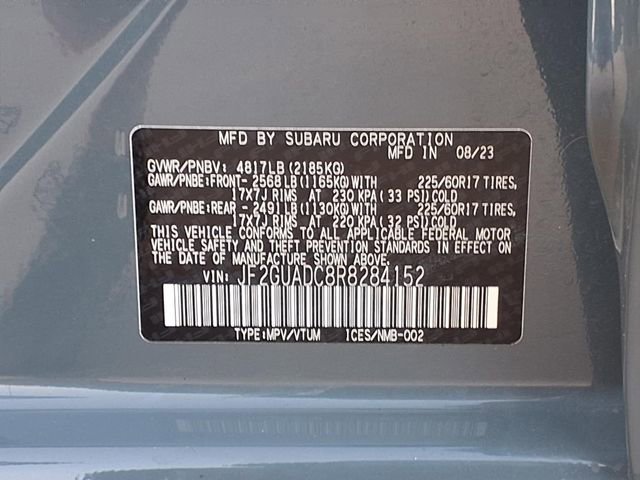 MFD BY SUBARU CORPORATION
MFD IN 08/23
GVWR/PNBV: 4817LB (2185KG)
GAWR/PNBE:FRONT- 2568LB(1165KG)WITH 225/60R17 TIRES,
17X7J RIMS AT 230 KPA ( 33 PSI)COLD
GAWR/PNBE:REAR - 2491LB(1130KG)WITH 225/60R17 TIRES,
17X7J RIMS AT 220 KPA ( 32 PSI)COLD
THIS VEHICLE CONFORMS TO ALL APPLICABLE FEDERAL MOTOR
VEHICLE SAFETY AND THEFT PREVENTION STANDARDS IN EFFECT
ON THE DATE OF MANUFACTURE SHOWN ABOVE.
VIN: JF2GUADC8R8284152
TYPE:MPV/VTUM ICES/NMB-002